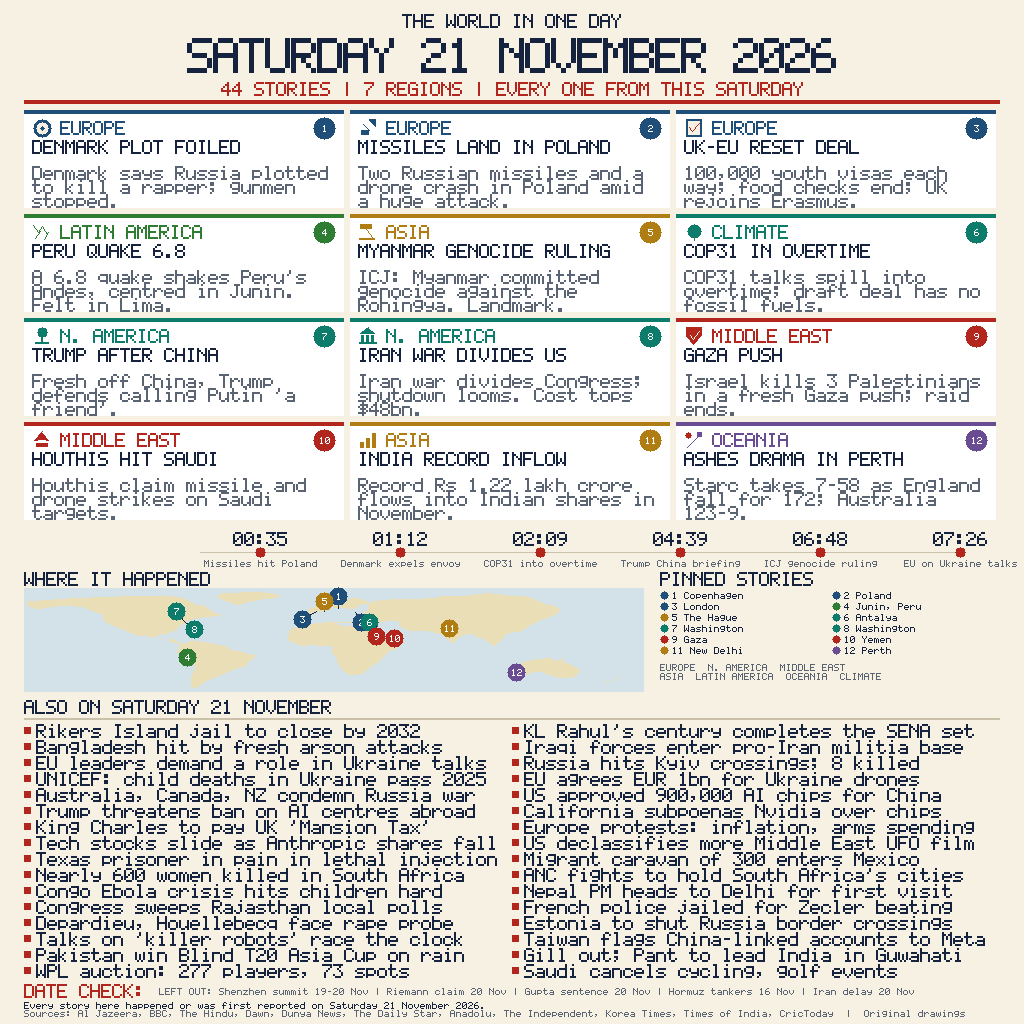 THE WORLD IN ONE DAY
SATURDAY 21 NOVEMBER 2026
44 STORIES | 7 REGIONS | EVERY ONE FROM THIS SATURDAY
EUROPE 1
DENMARK PLOT FOILED
Denmark says Russia plotted
to kill a rapper; gunmen
stopped.
EUROPE 2
MISSILES LAND IN POLAND
Two Russian missiles and a
drone crash in Poland amid
a huge attack.
EUROPE 3
UK-EU RESET DEAL
100,000 youth visas each
way; food checks end; UK
rejoins Erasmus.
LATIN AMERICA 4
PERU QUAKE 6.8
A 6.8 quake shakes Peru's
Andes, centred in Junin.
Felt in Lima.
ASIA 5
MYANMAR GENOCIDE RULING
ICJ: Myanmar committed
genocide against the
Rohingya. Landmark.
CLIMATE 6
COP31 IN OVERTIME
COP31 talks spill into
overtime; draft deal has no
fossil fuels.
N. AMERICA 7
TRUMP AFTER CHINA
Fresh off China, Trump
defends calling Putin 'a
friend'.
N. AMERICA 8
IRAN WAR DIVIDES US
Iran war divides Congress;
shutdown looms. Cost tops
$48bn.
MIDDLE EAST 9
GAZA PUSH
Israel kills 3 Palestinians
in a fresh Gaza push; raid
ends.
MIDDLE EAST 10
HOUTHIS HIT SAUDI
Houthis claim missile and
drone strikes on Saudi
targets.
ASIA 11
INDIA RECORD INFLOW
Record Rs 1.22 lakh crore
flows into Indian shares in
November.
OCEANIA 12
ASHES DRAMA IN PERTH
Starc takes 7-58 as England
fall for 172; Australia
123-9.
00:35 01:12 02:09 04:39 06:48 07:26
Missiles hit Poland Denmark expels envoy COP31 into overtime Trump China briefing ICJ genocide ruling EU on Ukraine talks
WHERE IT HAPPENED
1
5
7
3
2
6
8
11
9
10
4
12
PINNED STORIES
1 Copenhagen 2 Poland
3 London 4 Junin, Peru
5 The Hague 6 Antalya
7 Washington 8 Washington
9 Gaza 10 Yemen
11 New Delhi 12 Perth
EUROPE N. AMERICA MIDDLE EAST
ASIA LATIN AMERICA OCEANIA CLIMATE
ALSO ON SATURDAY 21 NOVEMBER
Rikers Island jail to close by 2032
Bangladesh hit by fresh arson attacks
EU leaders demand a role in Ukraine talks
UNICEF: child deaths in Ukraine pass 2025
Australia, Canada, NZ condemn Russia war
Trump threatens ban on AI centres abroad
King Charles to pay UK 'Mansion Tax'
Tech stocks slide as Anthropic shares fall
Texas prisoner in pain in lethal injection
Nearly 600 women killed in South Africa
Congo Ebola crisis hits children hard
Congress sweeps Rajasthan local polls
Depardieu, Houellebecq face rape probe
Talks on 'killer robots' race the clock
Pakistan win Blind T20 Asia Cup on rain
WPL auction: 277 players, 73 spots
KL Rahul's century completes the SENA set
Iraqi forces enter pro-Iran militia base
Russia hits Kyiv crossings; 8 killed
EU agrees EUR 1bn for Ukraine drones
US approved 900,000 AI chips for China
California subpoenas Nvidia over chips
Europe protests: inflation, arms spending
US declassifies more Middle East UFO film
Migrant caravan of 300 enters Mexico
ANC fights to hold South Africa's cities
Nepal PM heads to Delhi for first visit
French police jailed for Zecler beating
Estonia to shut Russia border crossings
Taiwan flags China-linked accounts to Meta
Gill out; Pant to lead India in Guwahati
Saudi cancels cycling, golf events
DATE CHECK: LEFT OUT: Shenzhen summit 19-20 Nov | Riemann claim 20 Nov | Gupta sentence 20 Nov | Hormuz tankers 16 Nov | Iran delay 20 Nov
Every story here happened or was first reported on Saturday 21 November 2026.
Sources: Al Jazeera, BBC, The Hindu, Dawn, Dunya News, The Daily Star, Anadolu, The Independent, Korea Times, Times of India, CricToday | Original drawings